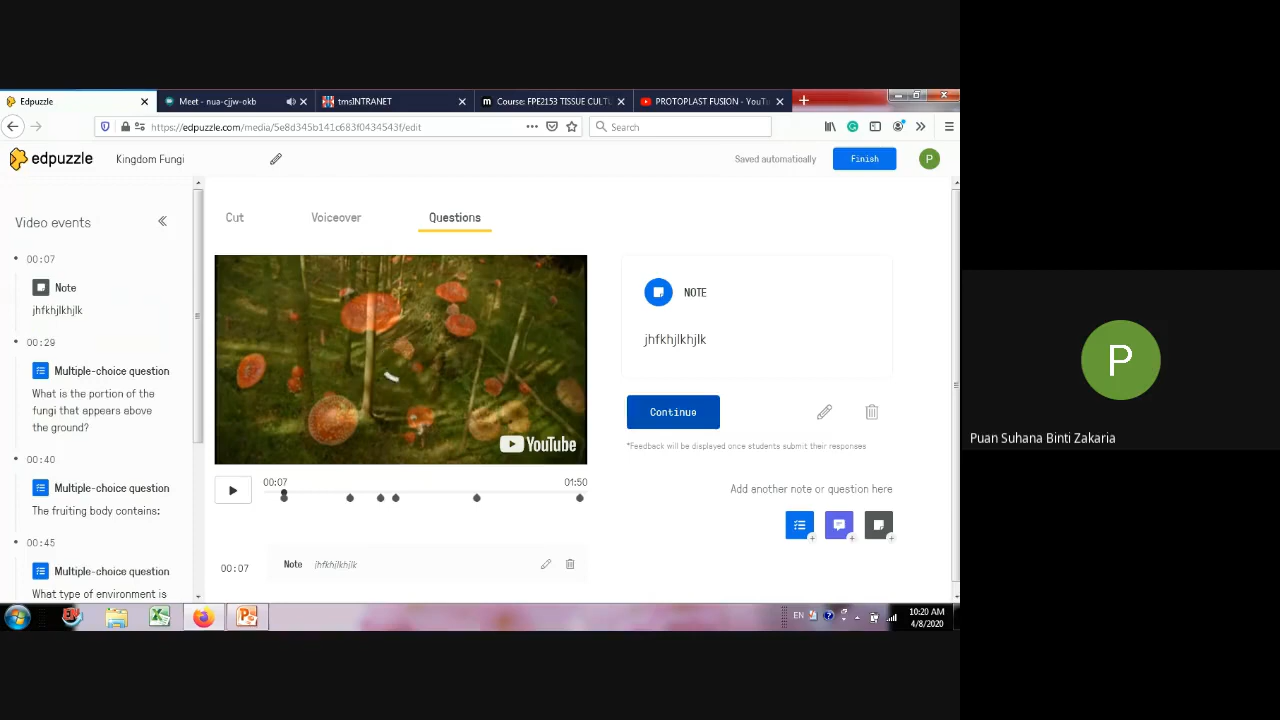 Edpuzzle
Meet - nua-cjjw-okb
tmsINTRANET
Course: FPE2153 TISSUE CULTU
PROTOPLAST FUSION - YouTu
https://edpuzzle.com/media/5e8d345b141c683f0434543f/edit
Search
edpuzzle
Kingdom Fungi
Saved automatically
Finish
P
Video events
00:07
Note
jhfkhjlkhjlk
00:29
Multiple-choice question
What is the portion of the
fungi that appears above
the ground?
00:40
Multiple-choice question
The fruiting body contains:
00:45
Multiple-choice question
What type of environment is
Cut
Voiceover
Questions
YouTube
00:07
01:50
00:07
Note
jhfkhjlkhjlk
NOTE
jhfkhjlkhjlk
Continue
*Feedback will be displayed once students submit their responses
Add another note or question here
EN
10:20 AM
4/8/2020
P
Puan Suhana Binti Zakaria